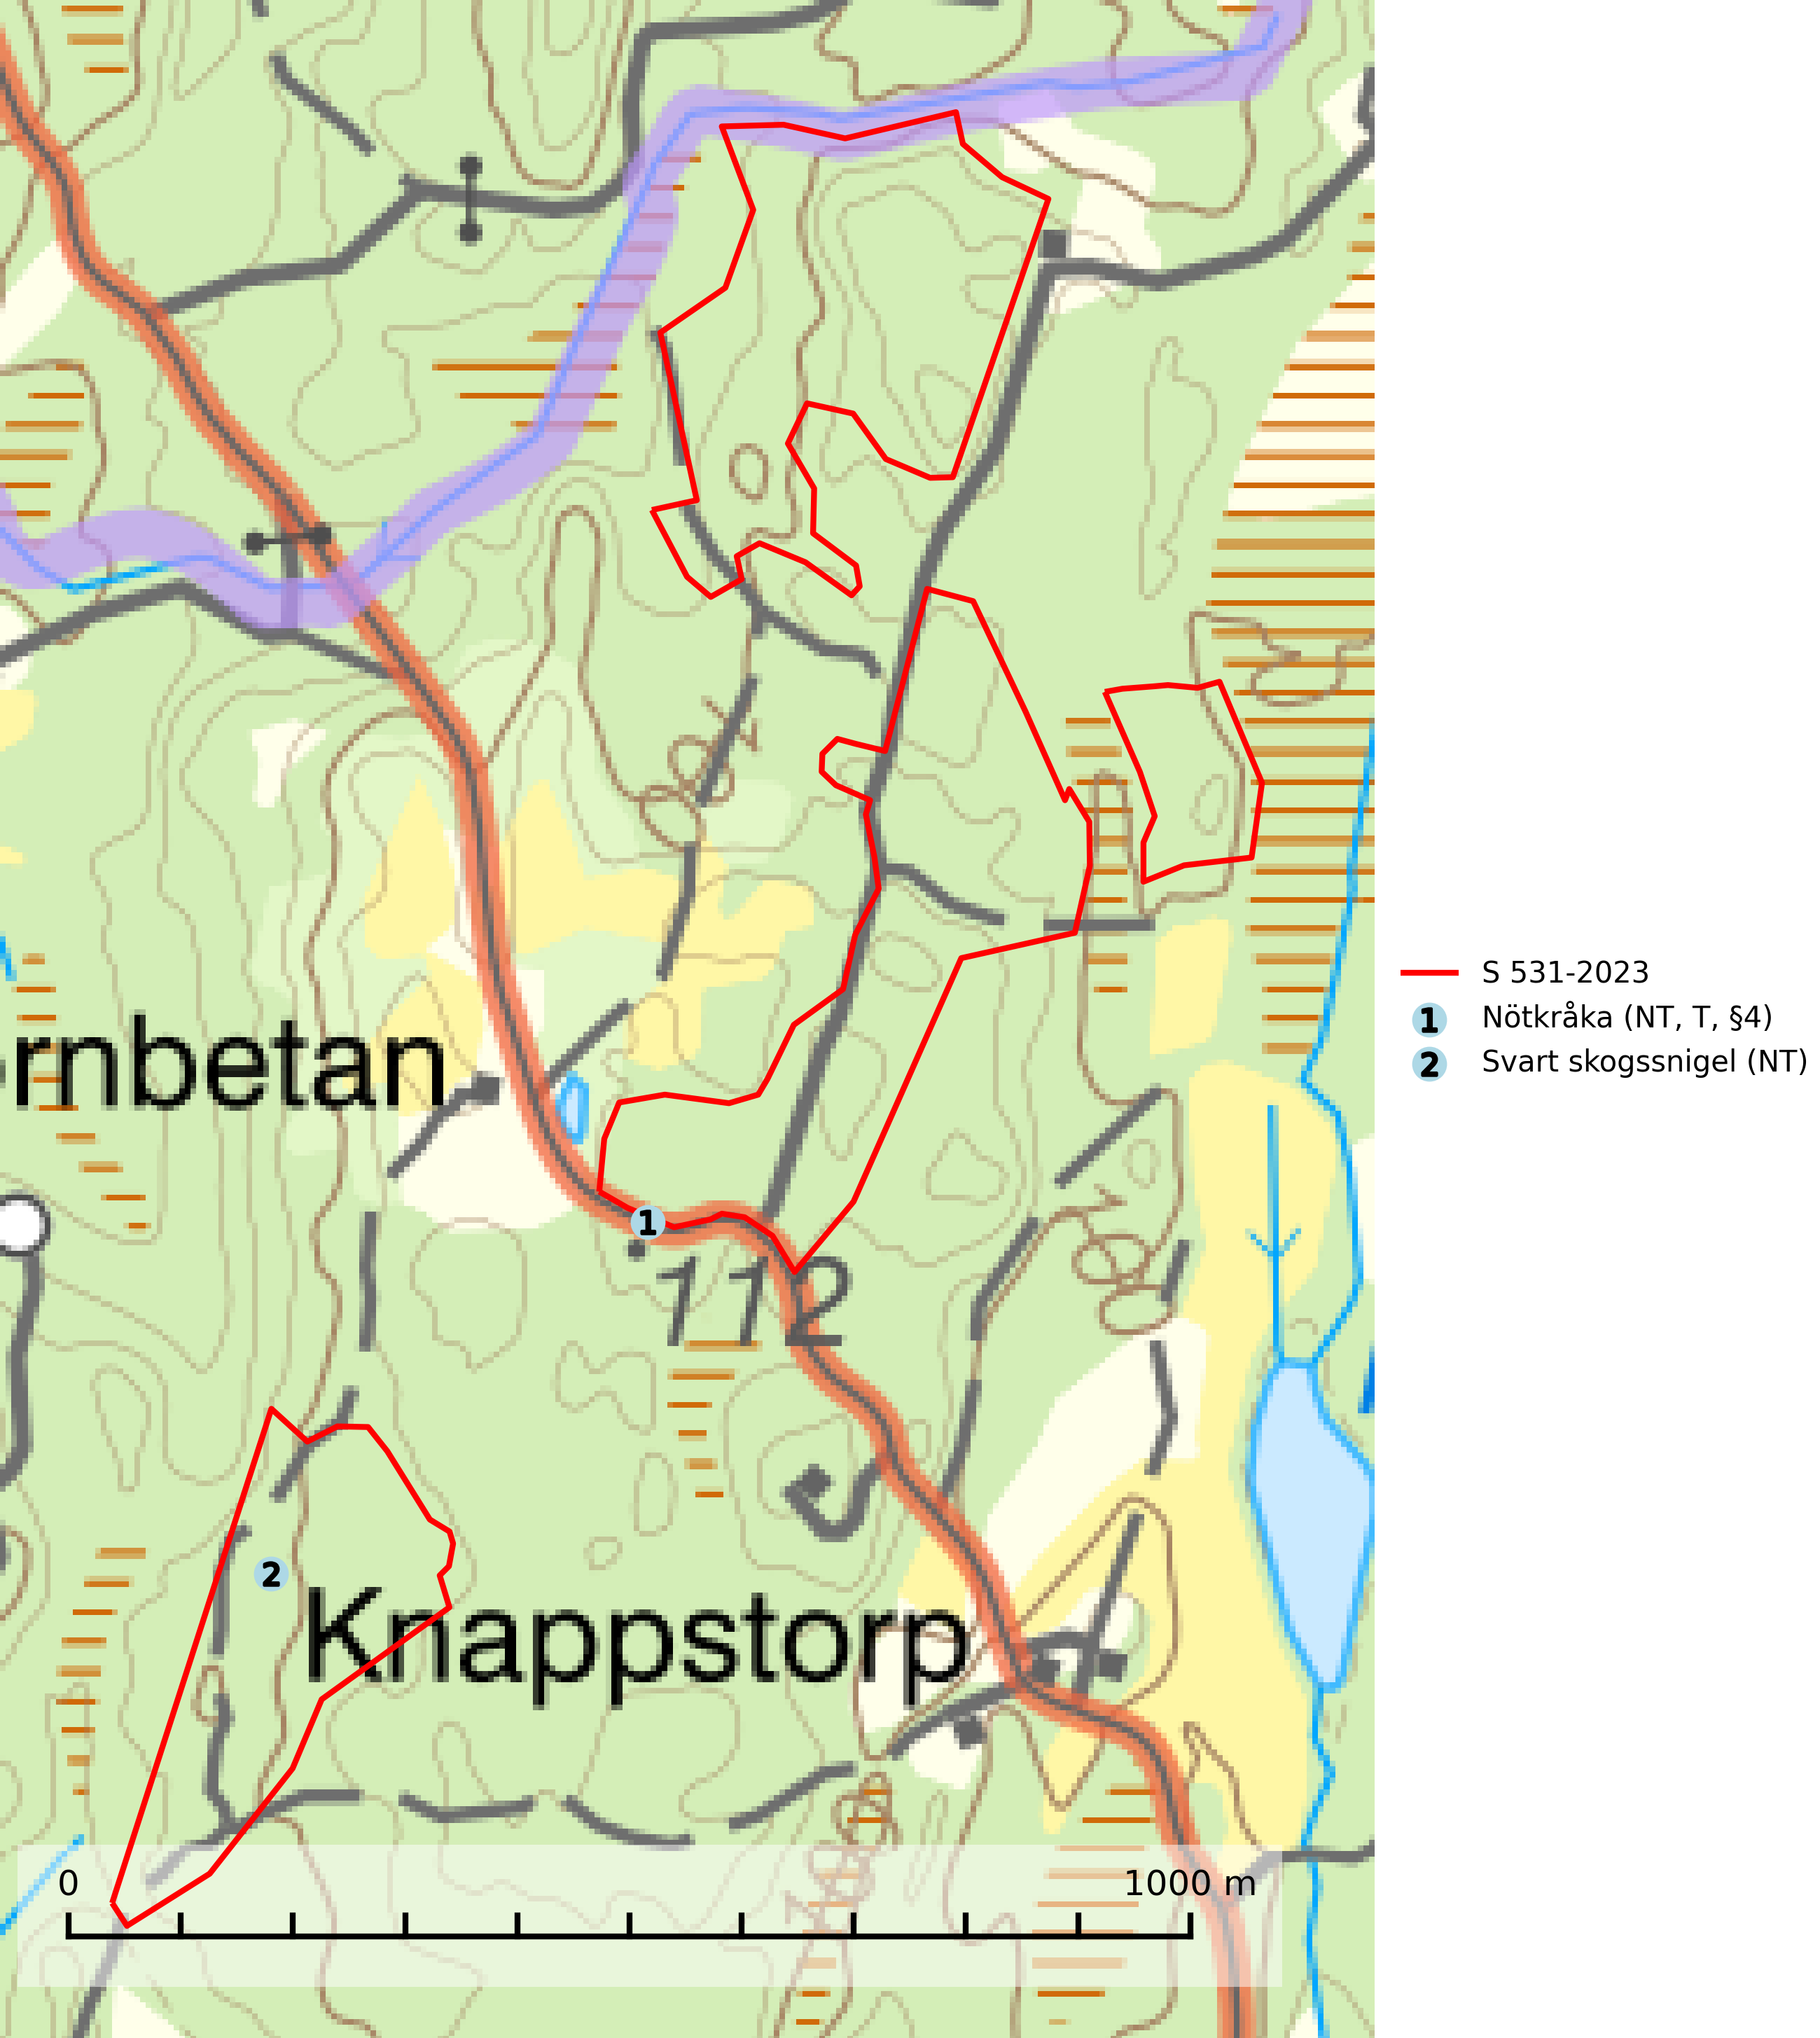 S 531-2023
1 Nötkråka (NT, T, §4)
2 Svart skogssnigel (NT)
rnbetan
1
112
2
Knappstorp
0 1000 m